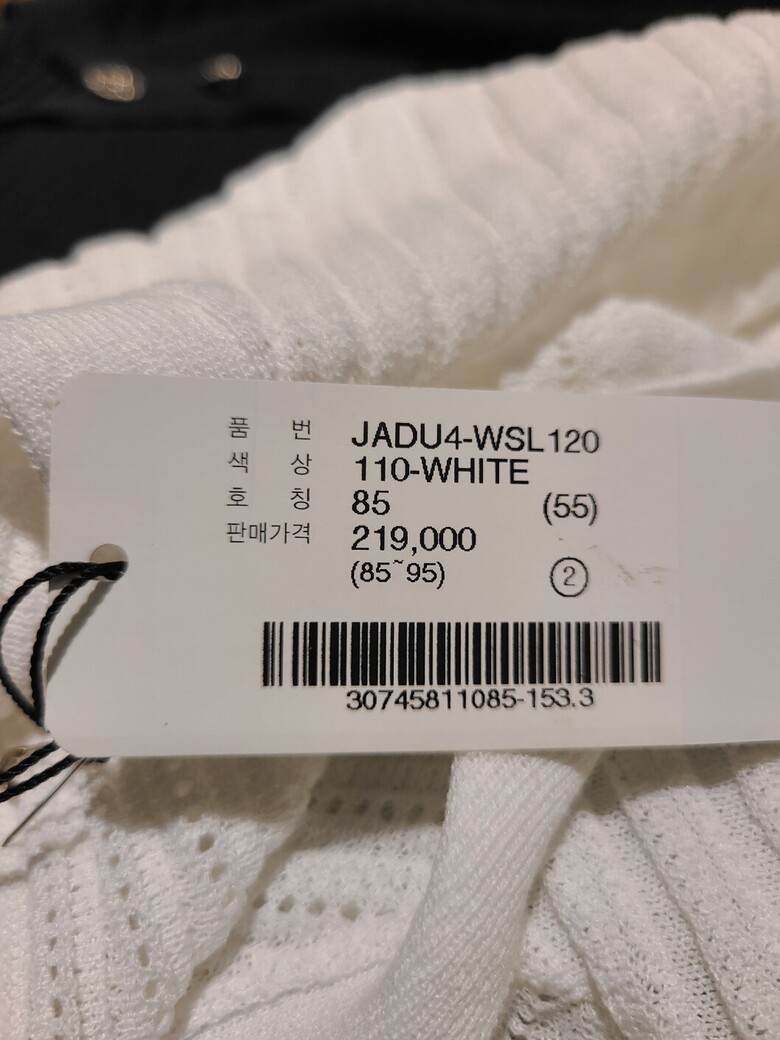 품 번 JADU4-WSL120
색 상 110-WHITE
호 칭 85 (55)
판매가격 219,000
(85~95) ②
30745811085-153.3